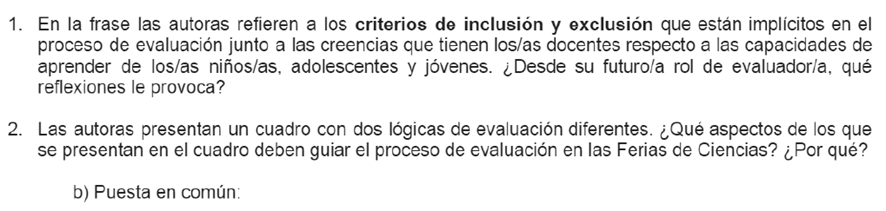 1. En la frase las autoras refieren a los criterios de inclusión y exclusión que están implícitos en el
proceso de evaluación junto a las creencias que tienen los/as docentes respecto a las capacidades de
aprender de los/as niños/as, adolescentes y jóvenes. ¿Desde su futuro/a rol de evaluador/a, qué
reflexiones le provoca?
2. Las autoras presentan un cuadro con dos lógicas de evaluación diferentes. ¿Qué aspectos de los que
se presentan en el cuadro deben guiar el proceso de evaluación en las Ferias de Ciencias? ¿Por qué?
b) Puesta en común: